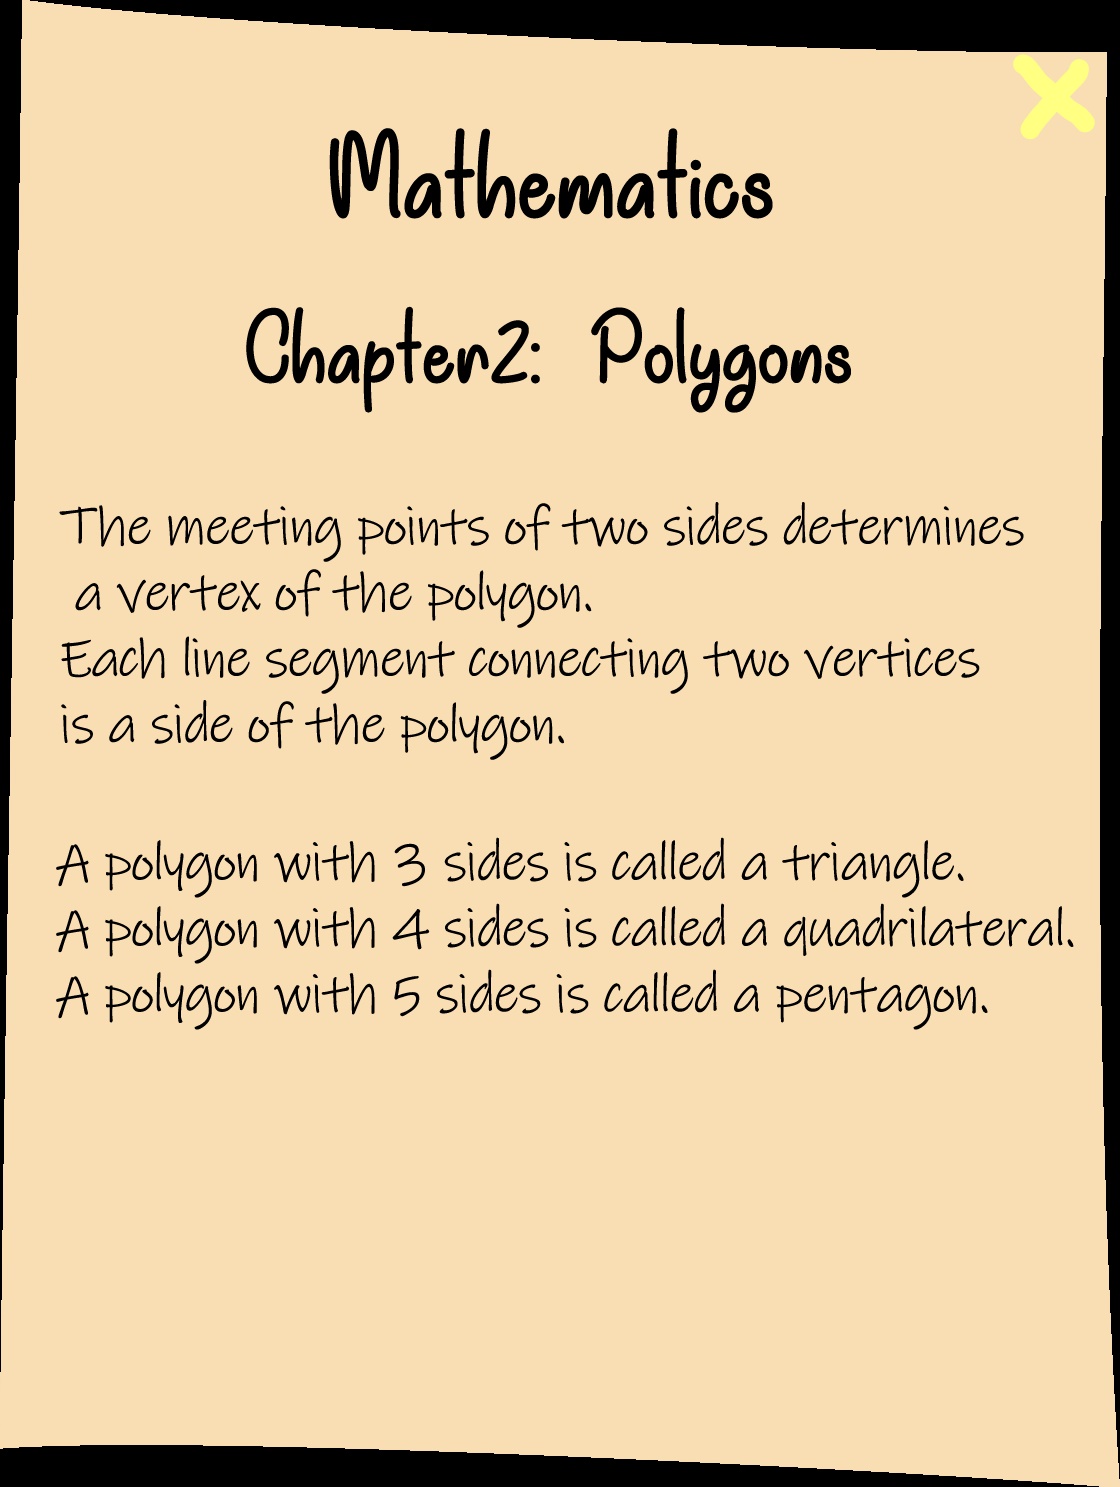 Mathematics
Chapter2: Polygons
The meeting points of two sides determines
a vertex of the polygon.
Each line segment connecting two vertices
is a side of the polygon.
A polygon with 3 sides is called a triangle.
A polygon with 4 sides is called a quadrilateral.
A polygon with 5 sides is called a pentagon.